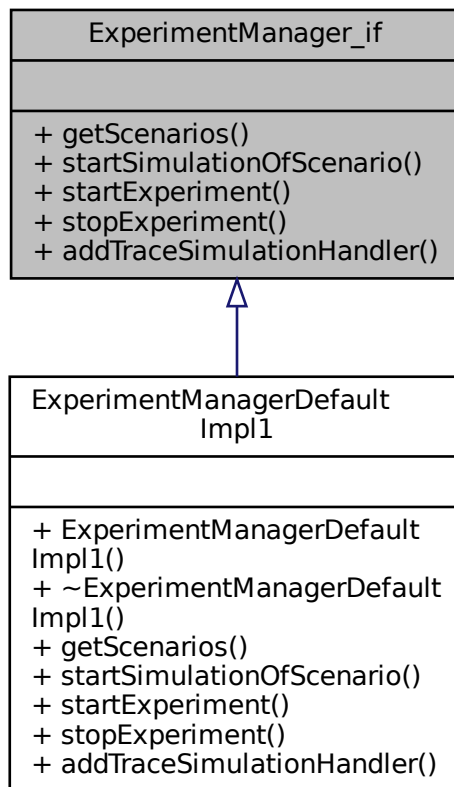 ExperimentManager_if
+ getScenarios()
+ startSimulationOfScenario()
+ startExperiment()
+ stopExperiment()
+ addTraceSimulationHandler()
ExperimentManagerDefault
Impl1
+ ExperimentManagerDefault
Impl1()
+ ~ExperimentManagerDefault
Impl1()
+ getScenarios()
+ startSimulationOfScenario()
+ startExperiment()
+ stopExperiment()
+ addTraceSimulationHandler()